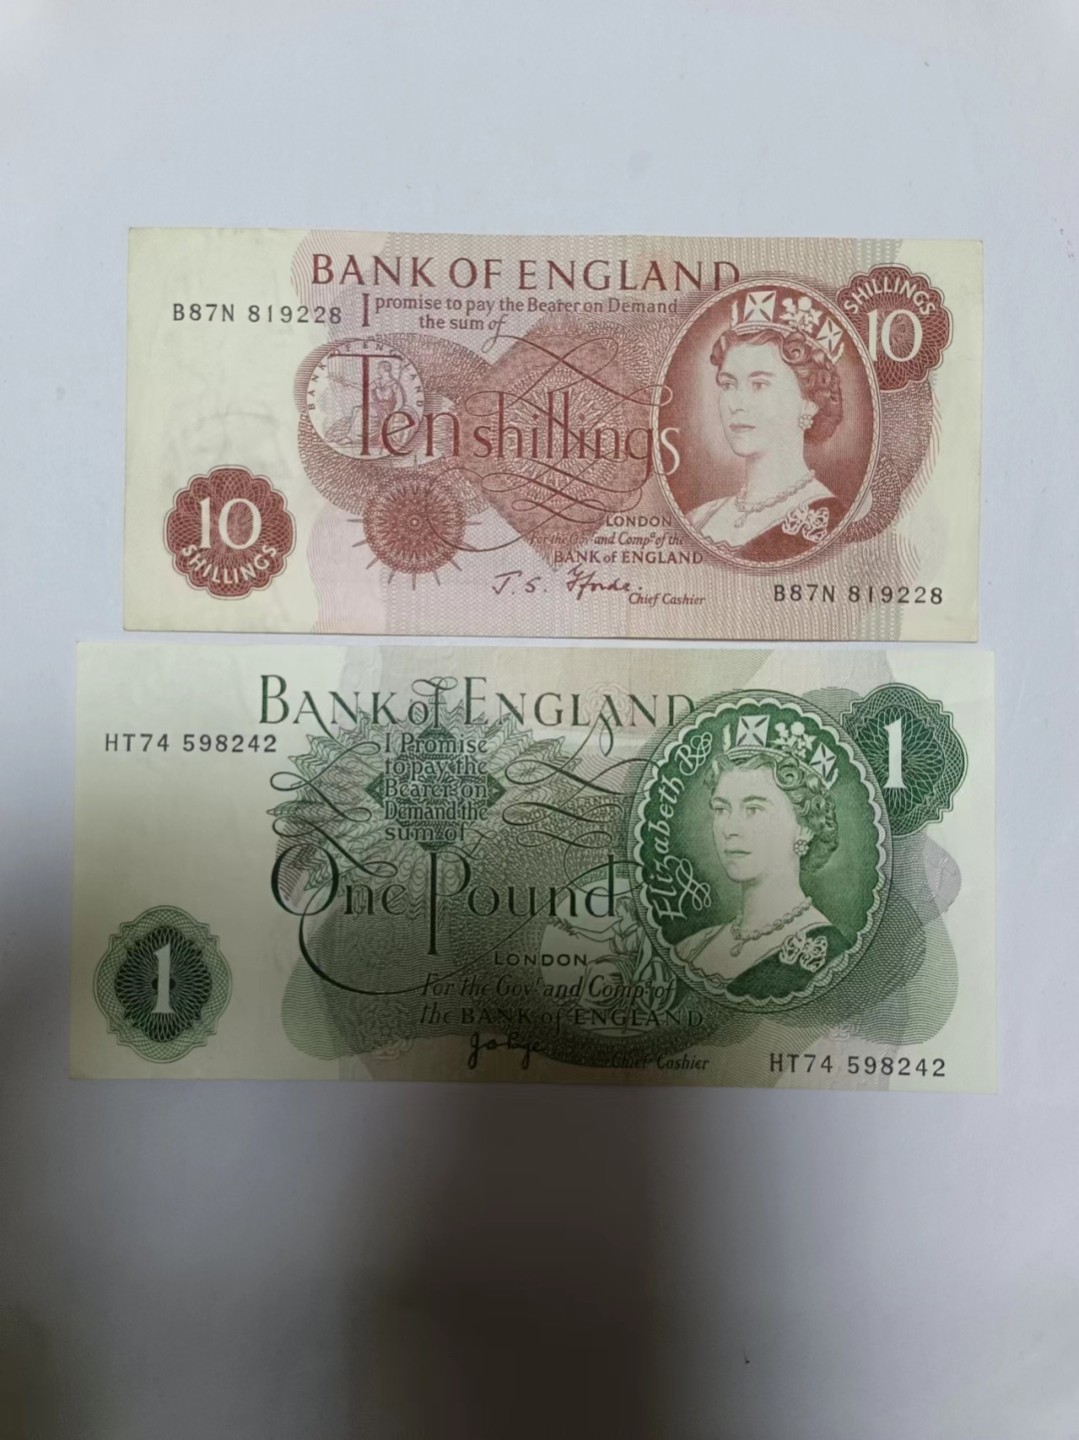 BANK OF ENGLAND
B87N 819228
I promise to pay the Bearer on Demand
the sum of
SHILLINGS
10
BANK OF ENGLAND
Ten shillings
10
SHILLINGS
LONDON
For the Govr and Compa of the
BANK of ENGLAND
J. S. Fforde.
Chief Cashier
B87N 819228
BANK of ENGLAND
HT74 598242
I Promise
to pay the
Bearer on
Demand the
sum of
One Pound
Elizabeth R
1
1
LONDON
For the Govr and Compa of
the BANK of ENGLAND
Chief Cashier
HT74 598242